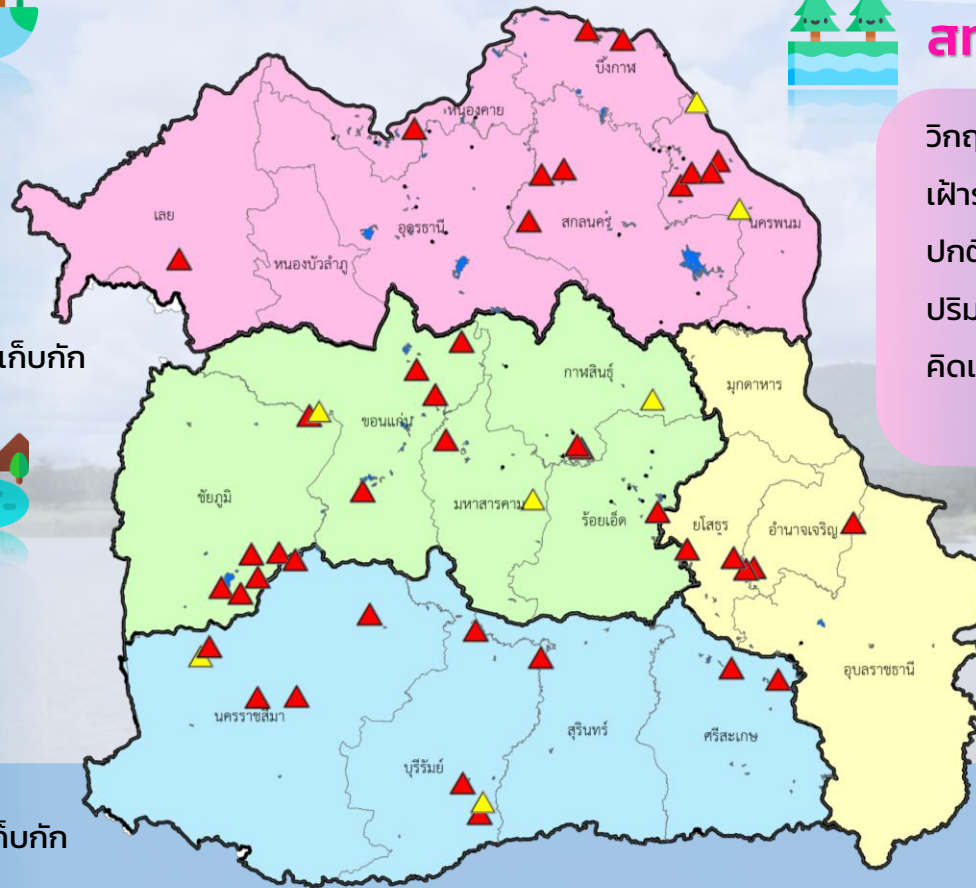 บึงกาฬ
หนองคาย
เลย
อุดรธานี
สกลนคร
นครพนม
หนองบัวลำภู
เก็บกัก
กาฬสินธุ์
มุกดาหาร
ขอนแก่น
ชัยภูมิ
มหาสารคาม
ร้อยเอ็ด
ยโสธร
อำนาจเจริญ
อุบลราชธานี
นครราชสีมา
สุรินทร์
ศรีสะเกษ
บุรีรัมย์
ก็บกัก
วิกฤ
เฝ้าร
ปกติ
ปริม
คิดเ